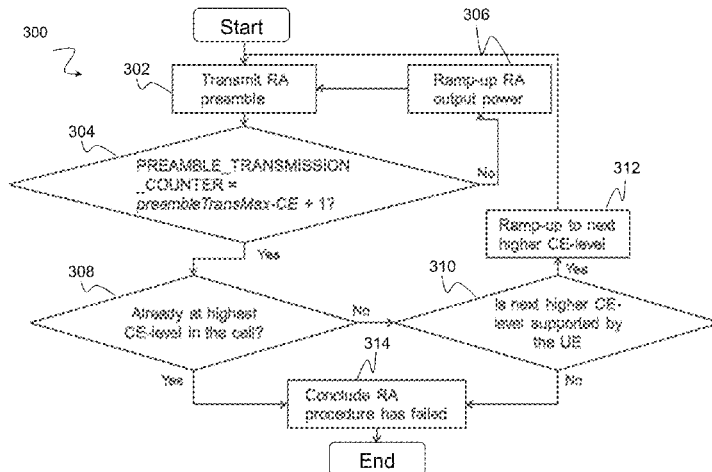 Start
300
306
302
Transmit RA
preamble
Ramp-up RA
output power
304
PREAMBLE_TRANSMISSION
_COUNTER =
preambleTransMax-CE + 1?
No
312
Ramp-up to next
higher CE-level
Yes
308
310
Yes
Already at highest
CE-level in the cell?
No
Is next higher CE-
level supported by
the UE
314
Yes
No
Conclude RA
procedure has failed
End